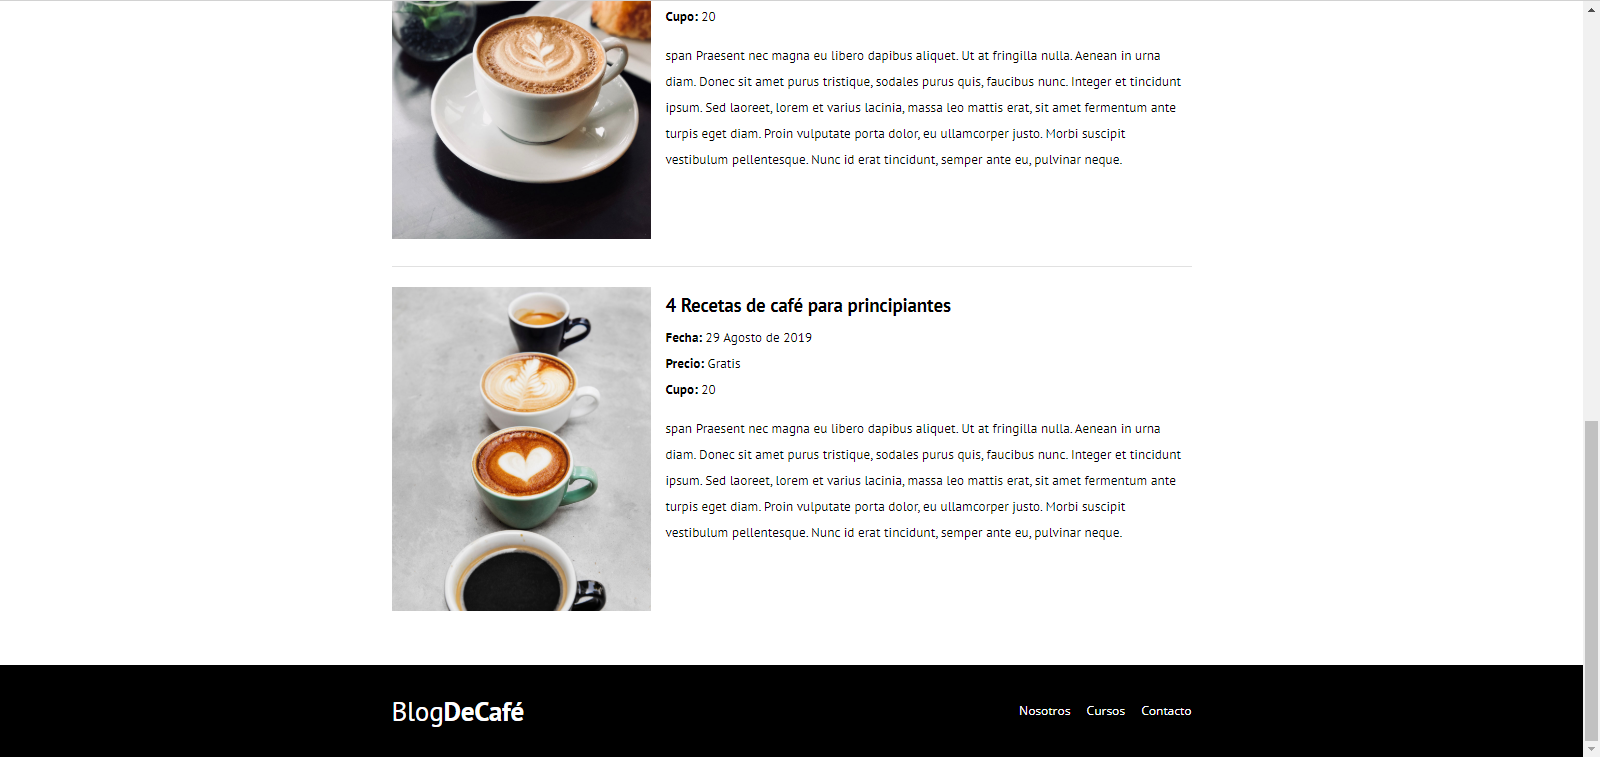 Cupo: 20
span Praesent nec magna eu libero dapibus aliquet. Ut at fringilla nulla. Aenean in urna
diam. Donec sit amet purus tristique, sodales purus quis, faucibus nunc. Integer et tincidunt
ipsum. Sed laoreet, lorem et varius lacinia, massa leo mattis erat, sit amet fermentum ante
turpis eget diam. Proin vulputate porta dolor, eu ullamcorper justo. Morbi suscipit
vestibulum pellentesque. Nunc id erat tincidunt, semper ante eu, pulvinar neque.
4 Recetas de café para principiantes
Fecha: 29 Agosto de 2019
Precio: Gratis
Cupo: 20
span Praesent nec magna eu libero dapibus aliquet. Ut at fringilla nulla. Aenean in urna
diam. Donec sit amet purus tristique, sodales purus quis, faucibus nunc. Integer et tincidunt
ipsum. Sed laoreet, lorem et varius lacinia, massa leo mattis erat, sit amet fermentum ante
turpis eget diam. Proin vulputate porta dolor, eu ullamcorper justo. Morbi suscipit
vestibulum pellentesque. Nunc id erat tincidunt, semper ante eu, pulvinar neque.
BlogDeCafé
Nosotros Cursos Contacto